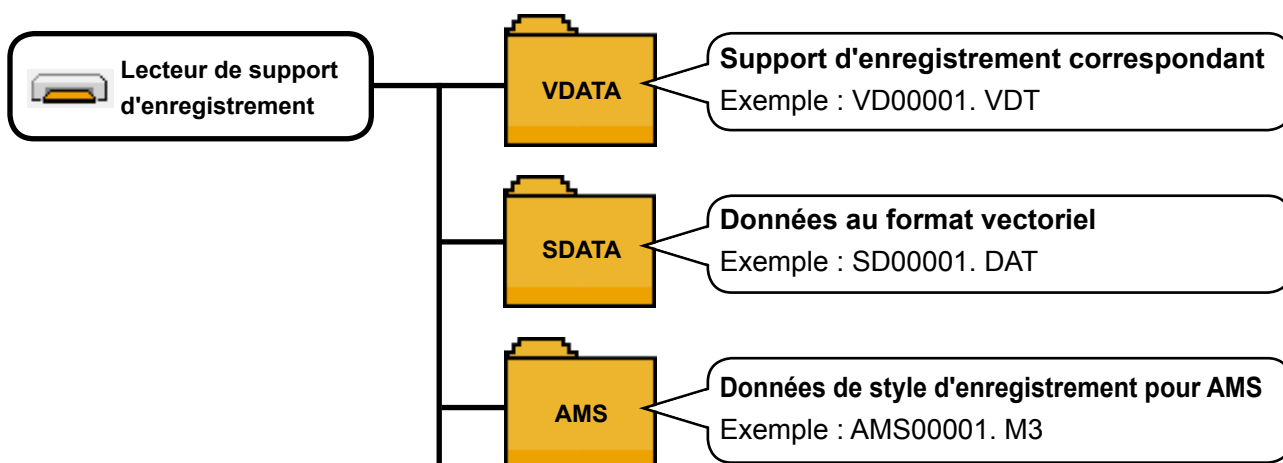 Lecteur de support
d'enregistrement
VDATA
Support d'enregistrement correspondant
Exemple : VD00001. VDT
SDATA
Données au format vectoriel
Exemple : SD00001. DAT
AMS
Données de style d'enregistrement pour AMS
Exemple : AMS00001. M3